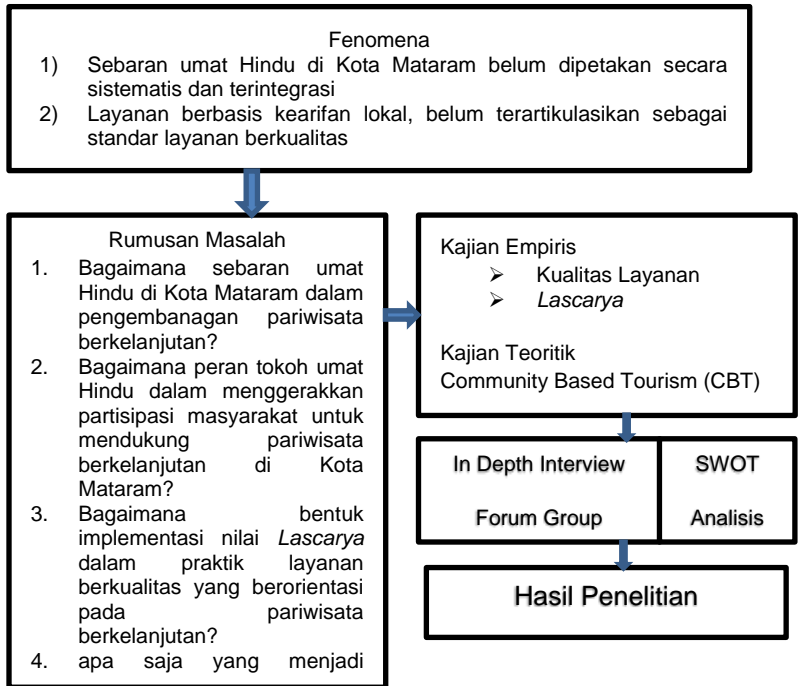 Fenomena
1) Sebaran umat Hindu di Kota Mataram belum dipetakan secara
sistematis dan terintegrasi
2) Layanan berbasis kearifan lokal, belum terartikulasikan sebagai
standar layanan berkualitas
Rumusan Masalah
1. Bagaimana sebaran umat
Hindu di Kota Mataram dalam
pengembanagan pariwisata
berkelanjutan?
2. Bagaimana peran tokoh umat
Hindu dalam menggerakkan
partisipasi masyarakat untuk
mendukung pariwisata
berkelanjutan di Kota
Mataram?
3. Bagaimana bentuk
implementasi nilai Lascarya
dalam praktik layanan
berkualitas yang berorientasi
pada pariwisata
berkelanjutan?
4. apa saja yang menjadi
Kajian Empiris
➢ Kualitas Layanan
➢ Lascarya
Kajian Teoritik
Community Based Tourism (CBT)
In Depth Interview
Forum Group
SWOT
Analisis
Hasil Penelitian